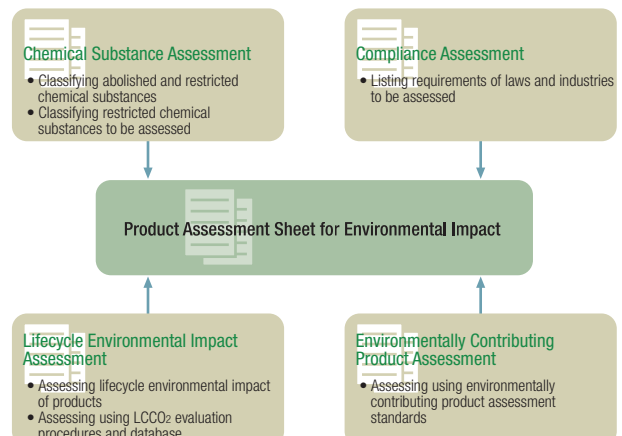 Chemical Substance Assessment
• Classifying abolished and restricted
chemical substances
• Classifying restricted chemical
substances to be assessed
Compliance Assessment
• Listing requirements of laws and industries
to be assessed
Product Assessment Sheet for Environmental Impact
Lifecycle Environmental Impact
Assessment
• Assessing lifecycle environmental impact
of products
• Assessing using LCCO₂ evaluation
procedures and database
Environmentally Contributing
Product Assessment
• Assessing using environmentally
contributing product assessment
standards